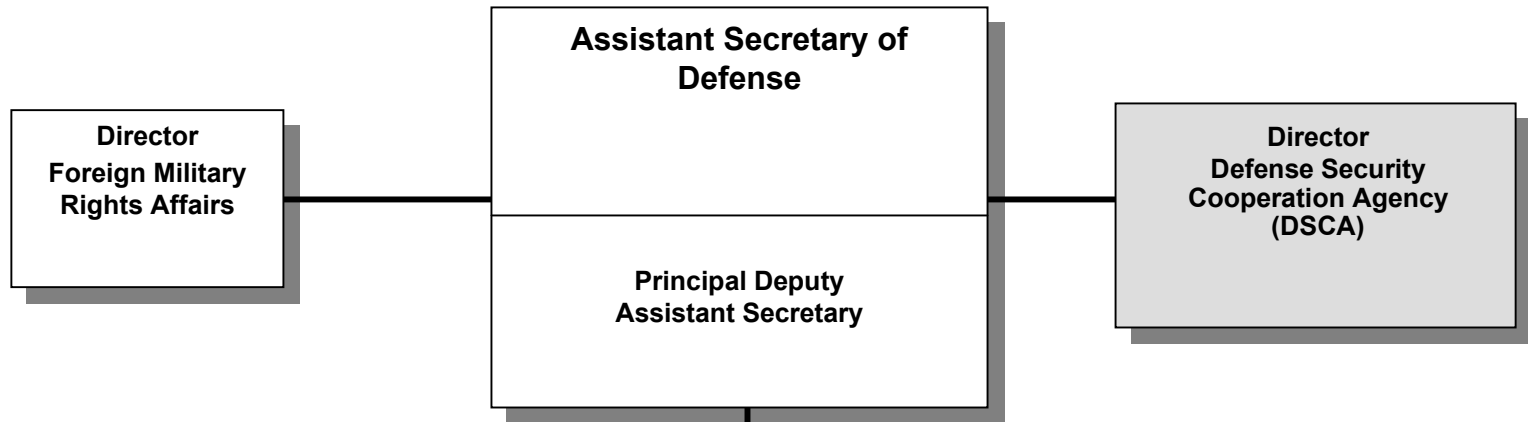 Assistant Secretary of
Defense
Director
Foreign Military
Rights Affairs
Director
Defense Security
Cooperation Agency
(DSCA)
Principal Deputy
Assistant Secretary